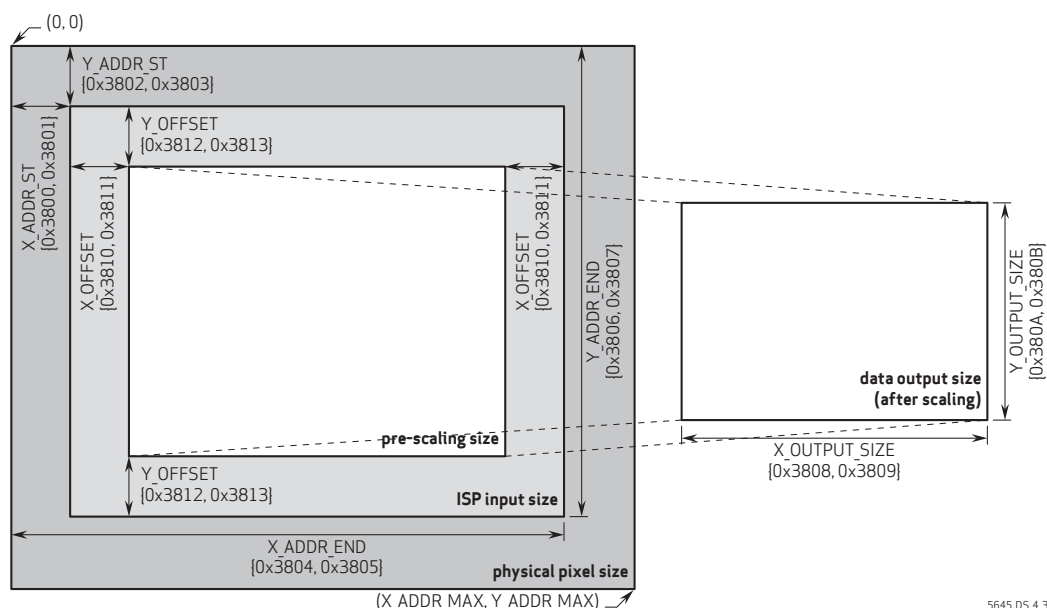 (0, 0)
Y_ADDR_ST
{0x3802, 0x3803}
X_ADDR_ST
{0x3800, 0x3801}
Y_OFFSET
{0x3812, 0x3813}
X_OFFSET
{0x3810, 0x3811}
X_OFFSET
{0x3810, 0x3811}
Y_ADDR_END
{0x3806, 0x3807}
Y_OUTPUT_SIZE
{0x380A, 0x380B}
data output size
(after scaling)
pre-scaling size
X_OUTPUT_SIZE
{0x3808, 0x3809}
Y_OFFSET
{0x3812, 0x3813}
ISP input size
X_ADDR_END
{0x3804, 0x3805}
physical pixel size
(X ADDR MAX, Y ADDR MAX)
5645 DS 4 3